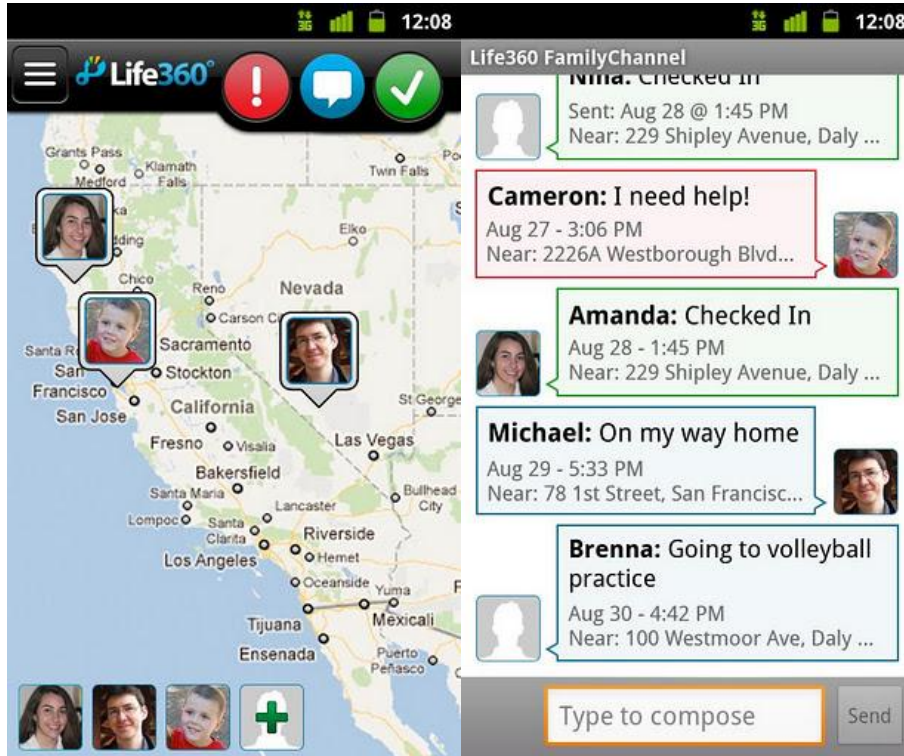 3G 12:08
Life360°
Grants Pass
Medford
Klamath
Falls
Twin Falls
Elko
Chico
Reno
Nevada
Carson
Sacramento
Stockton
San
Francisco
San Jose
California
St George
Fresno
Visalia
Las Vegas
Bakersfield
Santa Maria
Bullhead
City
Lancaster
Lompoc
Santa
Clarita
Riverside
Los Angeles
Hemet
Oceanside
Yuma
Tijuana
Mexicali
Ensenada
Puerto
Peñasco
3G 12:08
Life360 FamilyChannel
Nina: Checked In
Sent: Aug 28 @ 1:45 PM
Near: 229 Shipley Avenue, Daly ...
Cameron: I need help!
Aug 27 - 3:06 PM
Near: 2226A Westborough Blvd...
Amanda: Checked In
Aug 28 - 1:45 PM
Near: 229 Shipley Avenue, Daly ...
Michael: On my way home
Aug 29 - 5:33 PM
Near: 78 1st Street, San Francisc...
Brenna: Going to volleyball
practice
Aug 30 - 4:42 PM
Near: 100 Westmoor Ave, Daly ...
Type to compose
Send